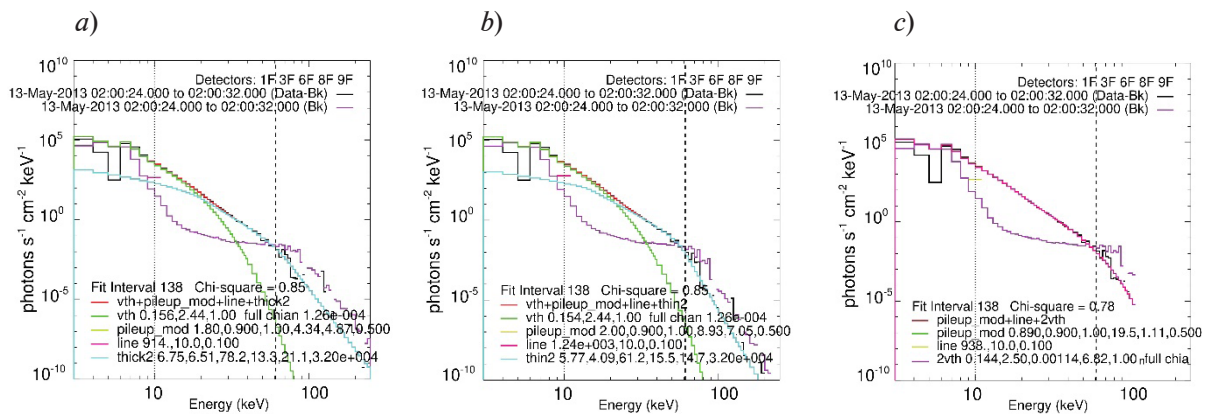 a)
b)
c)
10^10
10^5
10^0
10^-5
10^-10
photons s^-1 cm^-2 keV^-1
Detectors: 1F 3F 6F 8F 9F
13-May-2013 02:00:24.000 to 02:00:32.000 (Data-Bk)
13-May-2013 02:00:24.000 to 02:00:32.000 (Bk)
Fit Interval 138 Chi-square = 0.85
vth+pileup_mod+line+thick2
vth 0.156,2.44,1.00 full chian 1.26e-004
pileup_mod 1.80,0.900,1.00,4.34,4.87,0.500
line 914.,10.0,0.100
thick2 6.75,6.51,78.2,13.3,21.1,3.20e+004
10
100
Energy (keV)
10^10
10^5
10^0
10^-5
10^-10
photons s^-1 cm^-2 keV^-1
Detectors: 1F 3F 6F 8F 9F
13-May-2013 02:00:24.000 to 02:00:32.000 (Data-Bk)
13-May-2013 02:00:24.000 to 02:00:32.000 (Bk)
Fit Interval 138 Chi-square = 0.85
vth+pileup_mod+line+thin2
vth 0.154,2.44,1.00 full chian 1.26e-004
pileup_mod 2.00,0.900,1.00,8.93,7.05,0.500
line 1.24e+003,10.0,0.100
thin2 5.77,4.09,61.2,15.5,14.7,3.20e+004
10
100
Energy (keV)
10^10
10^5
10^0
10^-5
10^-10
photons s^-1 cm^-2 keV^-1
Detectors: 1F 3F 6F 8F 9F
13-May-2013 02:00:24.000 to 02:00:32.000 (Data-Bk)
13-May-2013 02:00:24.000 to 02:00:32.000 (Bk)
Fit Interval 138 Chi-square = 0.78
pileup_mod+line+2vth
pileup_mod 0.890,0.900,1.00,19.5,1.11,0.500
line 938.,10.0,0.100
2vth 0.144,2.50,0.00114,6.82,1.00 full chia
10
100
Energy (keV)